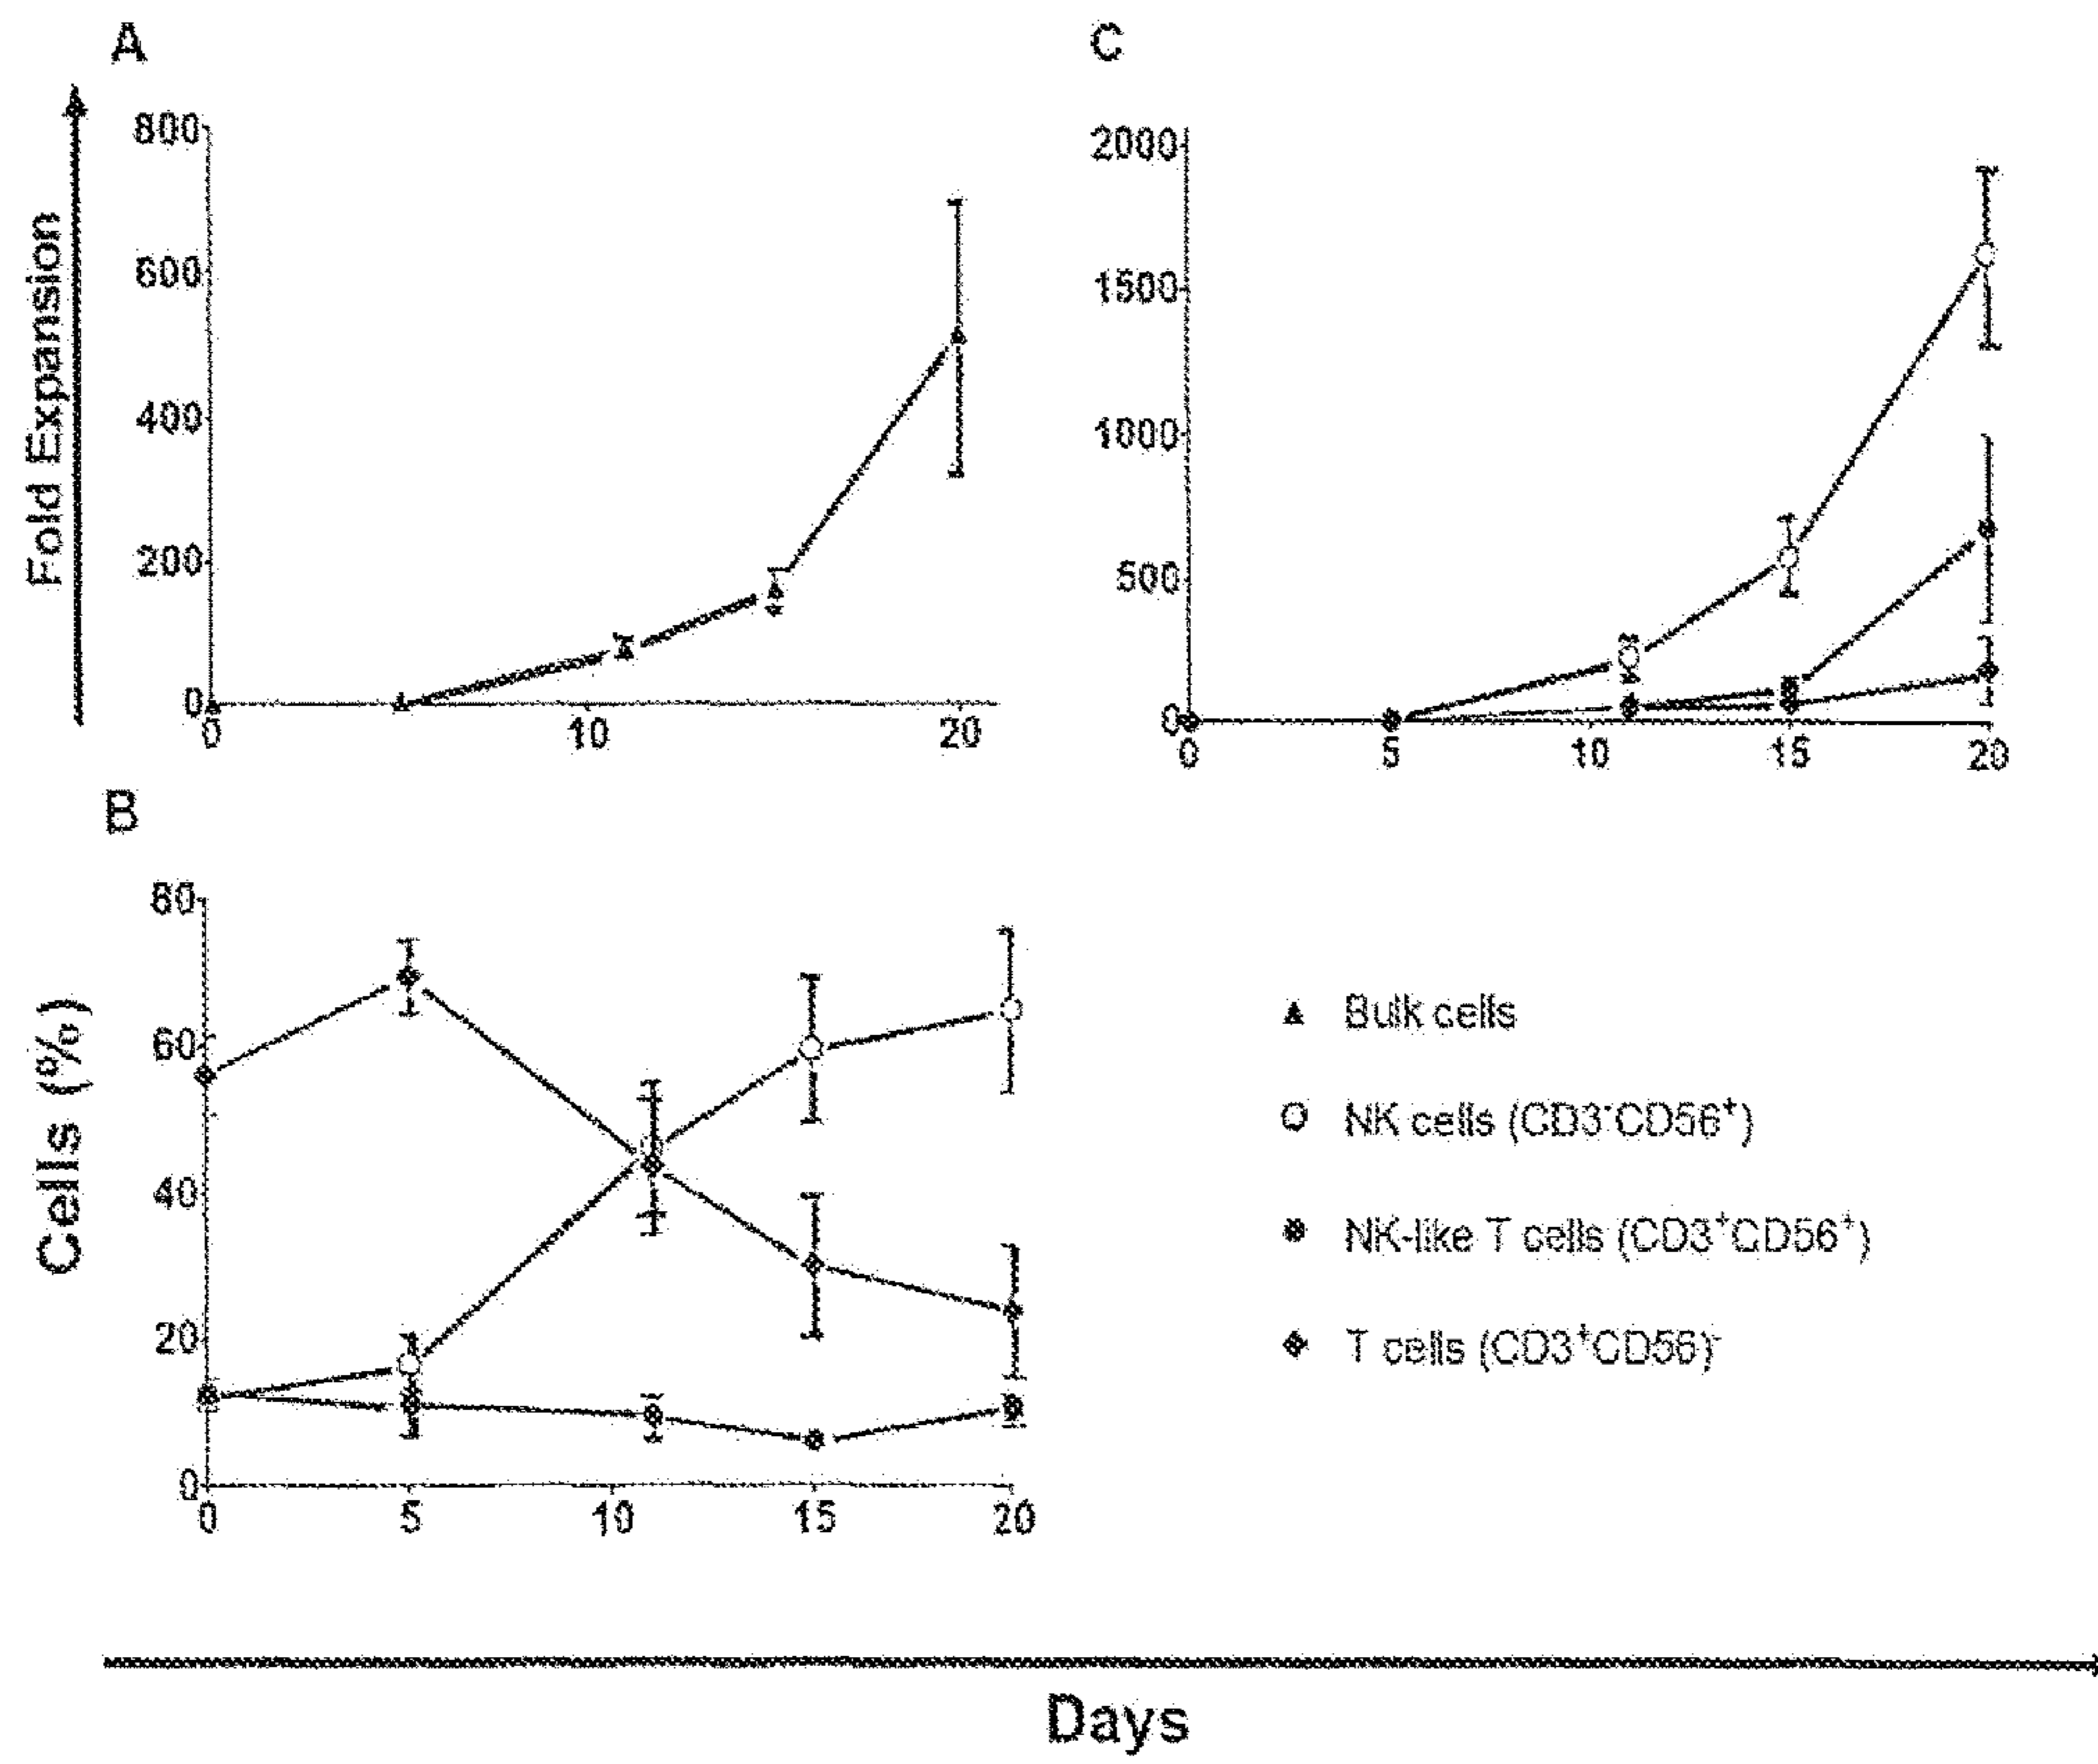 A
Fold Expansion
800
600
400
200
0
0 10 20
C
2000
1500
1000
500
0
0 5 10 15 20
B
Cells (%)
80
60
40
20
0
0 5 10 15 20
Bulk cells
NK cells (CD3-CD56+)
NK-like T cells (CD3+CD56+)
T cells (CD3+CD56)-
Days